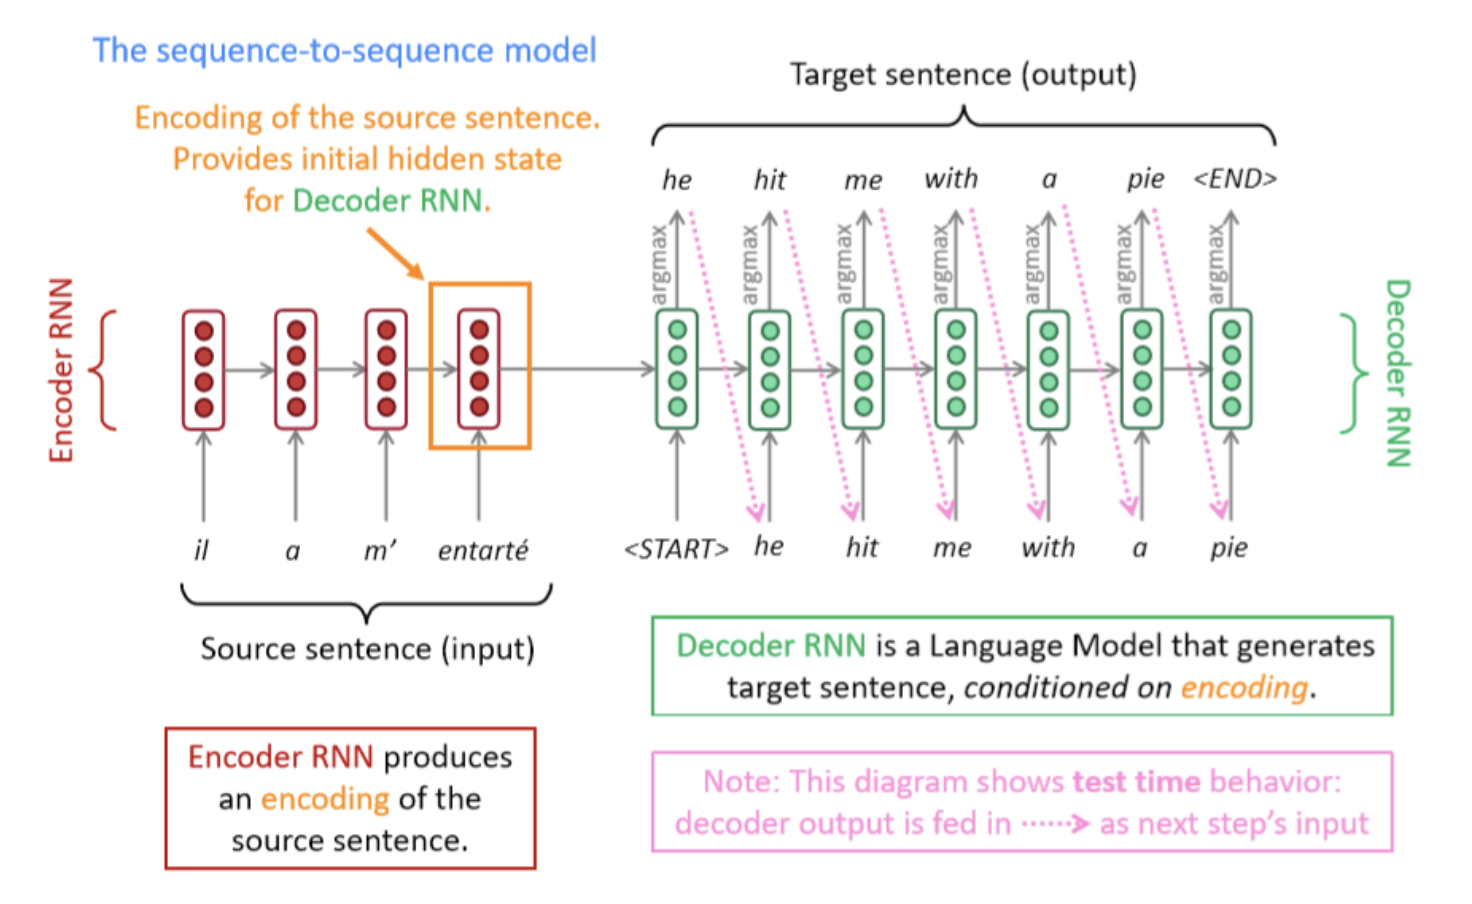 The sequence-to-sequence model
Target sentence (output)
Encoding of the source sentence.
Provides initial hidden state
for Decoder RNN.
he hit me with a pie <END>
argmax argmax argmax argmax argmax argmax argmax
Encoder RNN
Decoder RNN
il a m’ entarté
<START> he hit me with a pie
Source sentence (input)
Decoder RNN is a Language Model that generates
target sentence, conditioned on encoding.
Encoder RNN produces
an encoding of the
source sentence.
Note: This diagram shows test time behavior:
decoder output is fed in as next step’s input